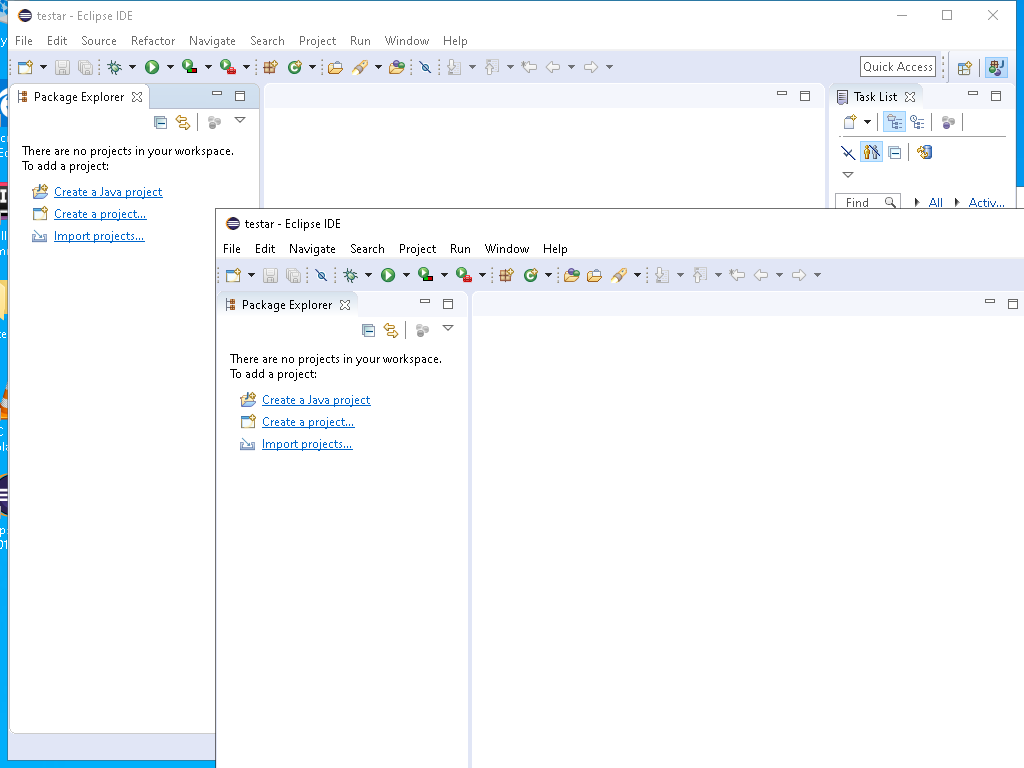 testar - Eclipse IDE
File Edit Source Refactor Navigate Search Project Run Window Help
Quick Access
Package Explorer
Task List
There are no projects in your workspace.
To add a project:
Create a Java project
Create a project...
Import projects...
Find
All
Activ...
testar - Eclipse IDE
File Edit Navigate Search Project Run Window Help
Package Explorer
There are no projects in your workspace.
To add a project:
Create a Java project
Create a project...
Import projects...